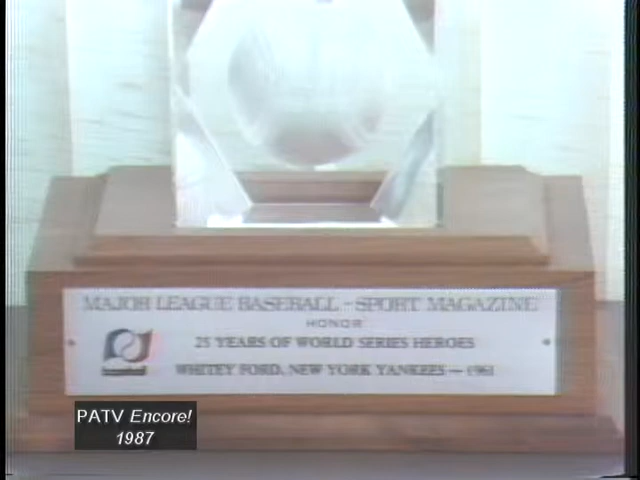 MAJOR LEAGUE BASEBALL - SPORT MAGAZINE
HONOR
25 YEARS OF WORLD SERIES HEROES
WHITEY FORD, NEW YORK YANKEES — 1961
PATV Encore!
1987